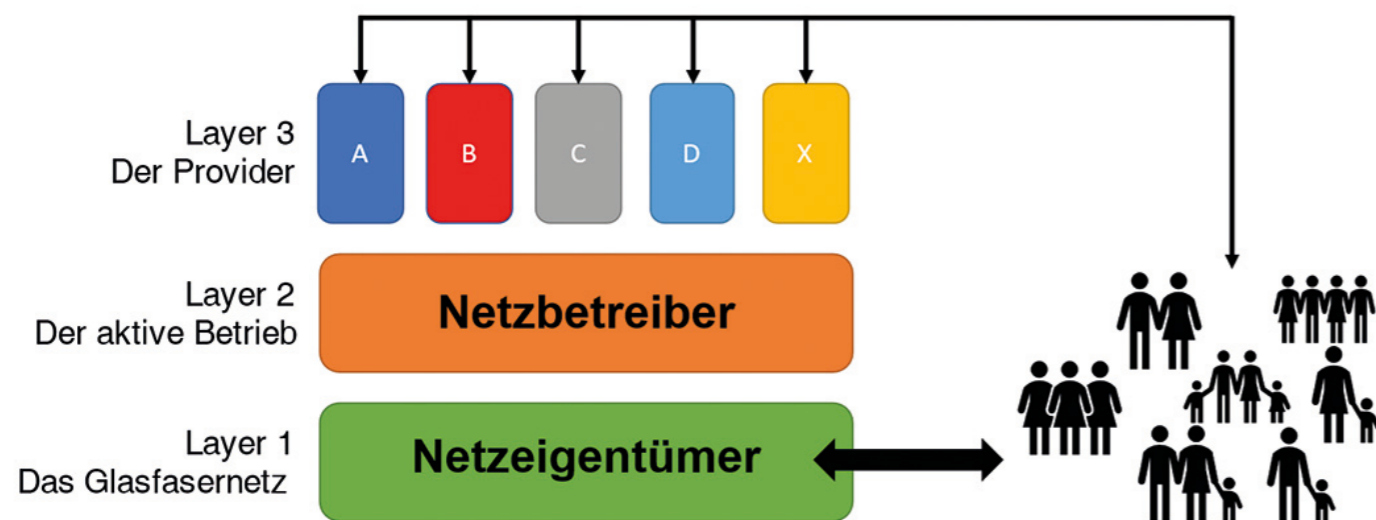 Layer 3
Der Provider
A
B
C
D
X
Layer 2
Der aktive Betrieb
Netzbetreiber
Layer 1
Das Glasfasernetz
Netzeigentümer